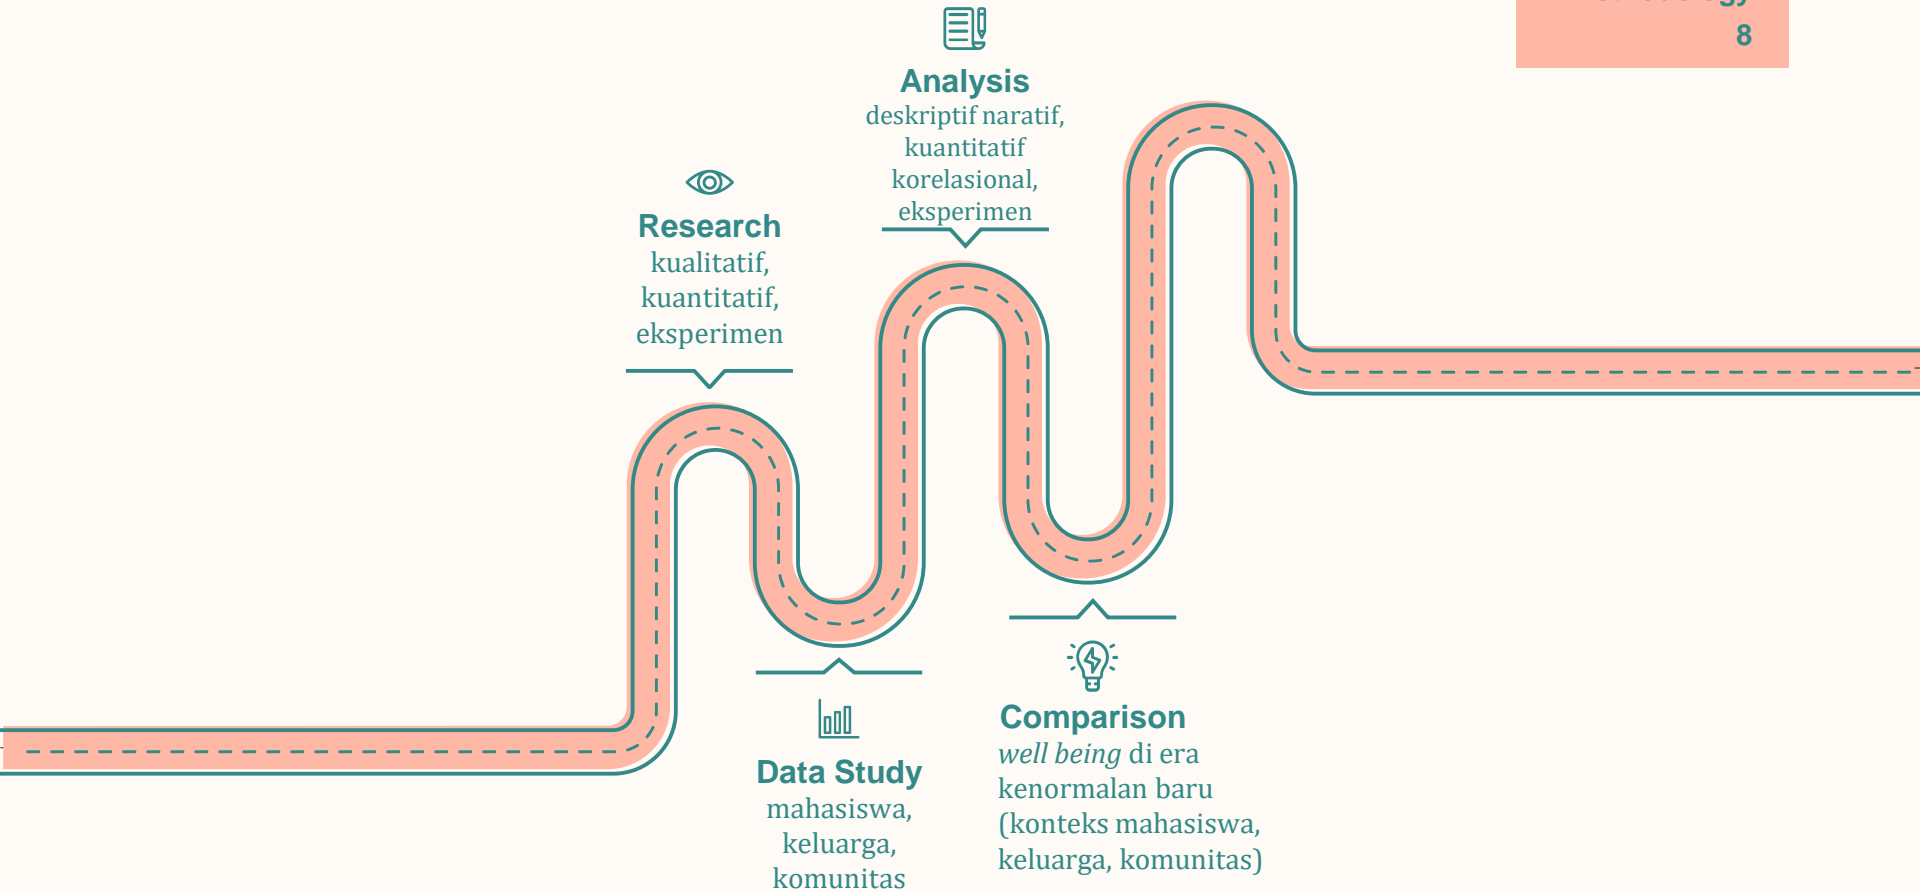 8
Analysis
deskriptif naratif,
kuantitatif
korelasional,
eksperimen
Research
kualitatif,
kuantitatif,
eksperimen
Data Study
mahasiswa,
keluarga,
komunitas
Comparison
well being di era
kenormalan baru
(konteks mahasiswa,
keluarga, komunitas)